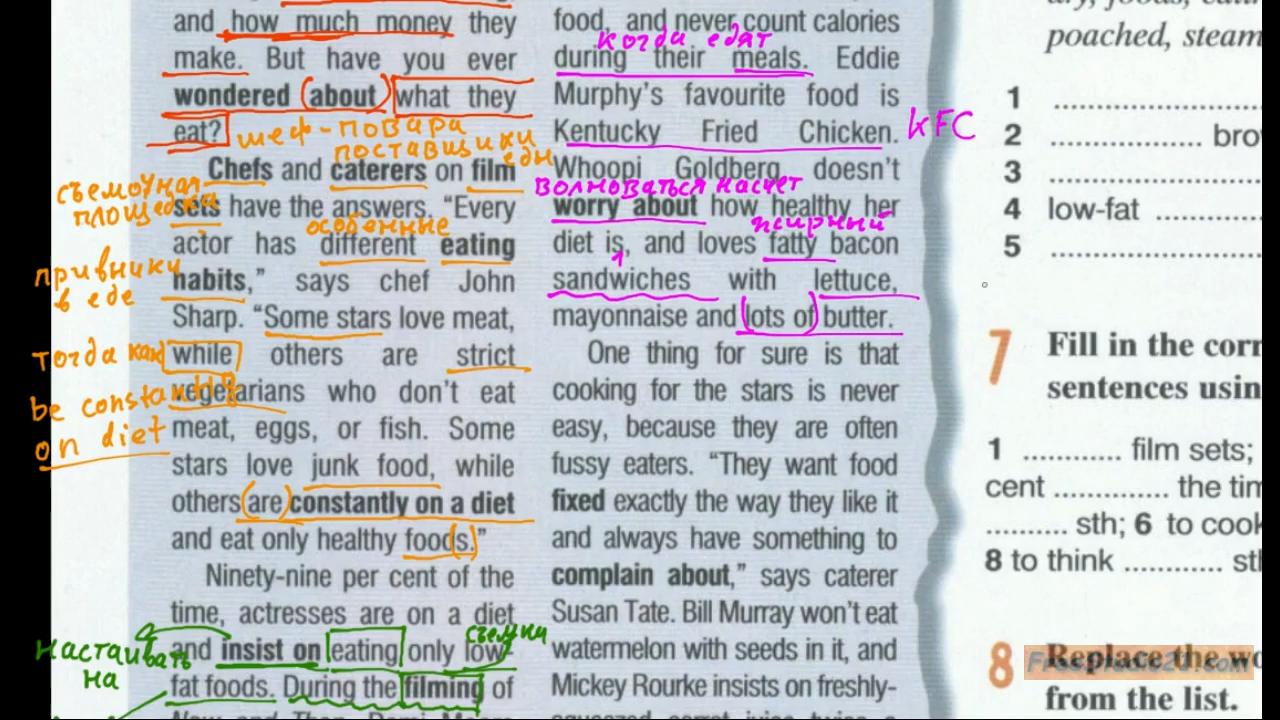 and how much money they
make. But have you ever
wondered about what they
eat?
шеф-повара
поставщики
еды
Chefs and caterers on film
съемочная
площадка
sets have the answers. “Every
особенные
actor has different eating
привычки
в еде
habits,” says chef John
Sharp. “Some stars love meat,
тогда как
while others are strict
vegetarians who don’t eat
be constantly
on diet
meat, eggs, or fish. Some
stars love junk food, while
others are constantly on a diet
and eat only healthy foods.”
Ninety-nine per cent of the
time, actresses are on a diet
съемки
настаивать
на
and insist on eating only low-
fat foods. During the filming of
food, and never count calories
когда едят
during their meals. Eddie
Murphy’s favourite food is
Kentucky Fried Chicken.
KFC
Whoopi Goldberg doesn’t
волноваться насчет
worry about how healthy her
жирный
diet is, and loves fatty bacon
sandwiches with lettuce,
mayonnaise and lots of butter.
One thing for sure is that
cooking for the stars is never
easy, because they are often
fussy eaters. “They want food
fixed exactly the way they like it
and always have something to
complain about,” says caterer
Susan Tate. Bill Murray won’t eat
watermelon with seeds in it, and
Mickey Rourke insists on freshly-
poached, steam
1 ....................
2 .................... bro
3 ....................
4 low-fat ..............
5 ....................
7 Fill in the corr
sentences usin
1 ............ film sets;
cent .............. the tim
.......... sth; 6 to cook
8 to think ............ st
8 Replace the wo
from the list.